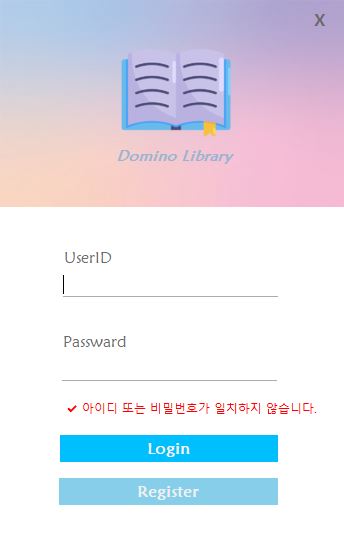 X
Domino Library
UserID
Passward
✔ 아이디 또는 비밀번호가 일치하지 않습니다.
Login
Register